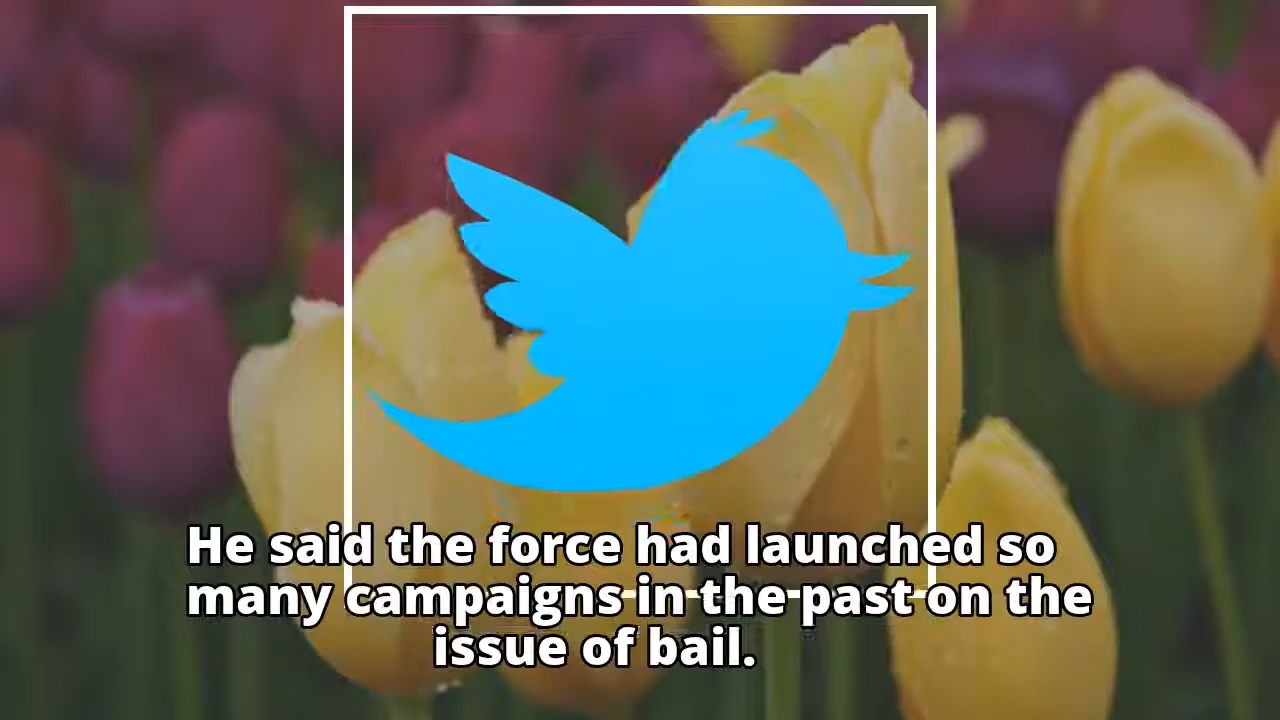 He said the force had launched so
many campaigns in the past on the
issue of bail.